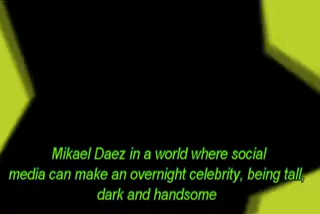 Mikael Daez in a world where social
media can make an overnight celebrity, being tall,
dark and handsome